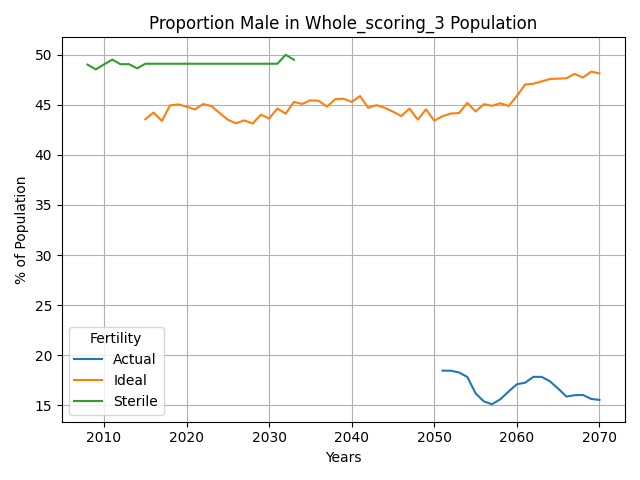 Proportion Male in Whole_scoring_3 Population
% of Population
50
45
40
35
30
25
20
15
Fertility
Actual
Ideal
Sterile
2010 2020 2030 2040 2050 2060 2070
Years